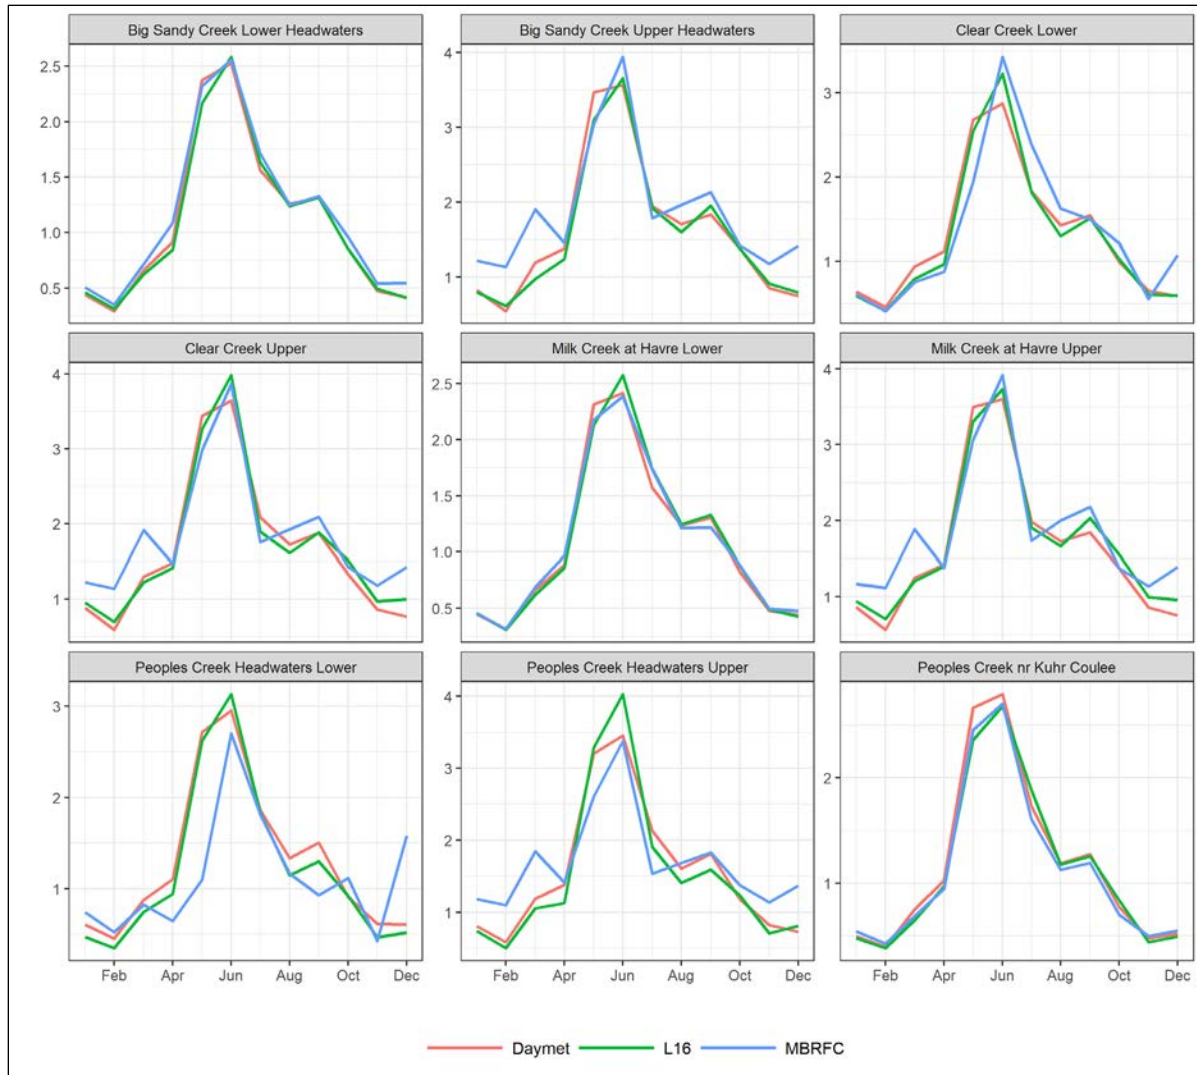 Big Sandy Creek Lower Headwaters
Big Sandy Creek Upper Headwaters
Clear Creek Lower
2.5
2.0
1.5
1.0
0.5
4
3
2
1
3
2
1
Clear Creek Upper
Milk Creek at Havre Lower
Milk Creek at Havre Upper
4
3
2
1
2.5
2.0
1.5
1.0
0.5
4
3
2
1
Peoples Creek Headwaters Lower
Peoples Creek Headwaters Upper
Peoples Creek nr Kuhr Coulee
3
2
1
4
3
2
1
2
1
Feb Apr Jun Aug Oct Dec
Feb Apr Jun Aug Oct Dec
Feb Apr Jun Aug Oct Dec
Daymet L16 MBRFC